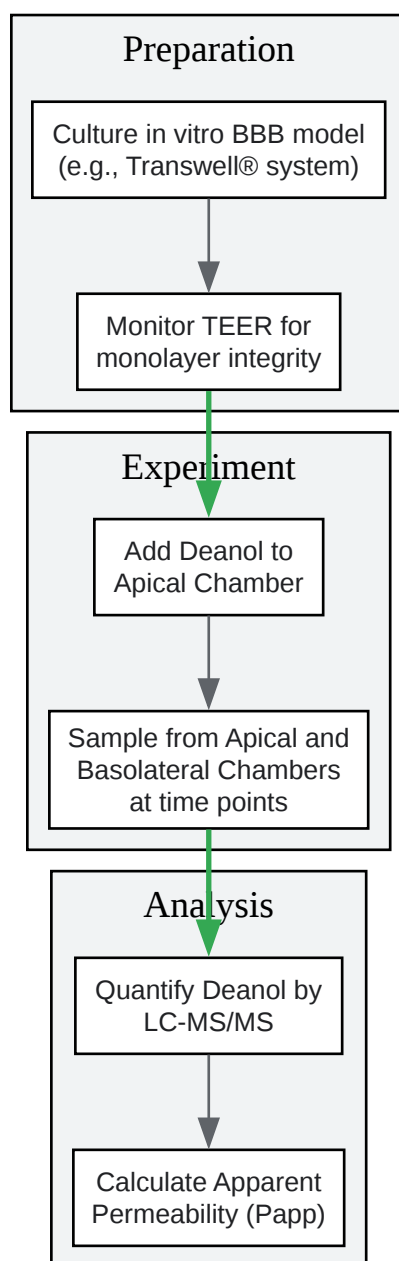 Preparation
Culture in vitro BBB model
(e.g., Transwell® system)
Monitor TEER for
monolayer integrity
Experiment
Add Deanol to
Apical Chamber
Sample from Apical and
Basolateral Chambers
at time points
Analysis
Quantify Deanol by
LC-MS/MS
Calculate Apparent
Permeability (Papp)